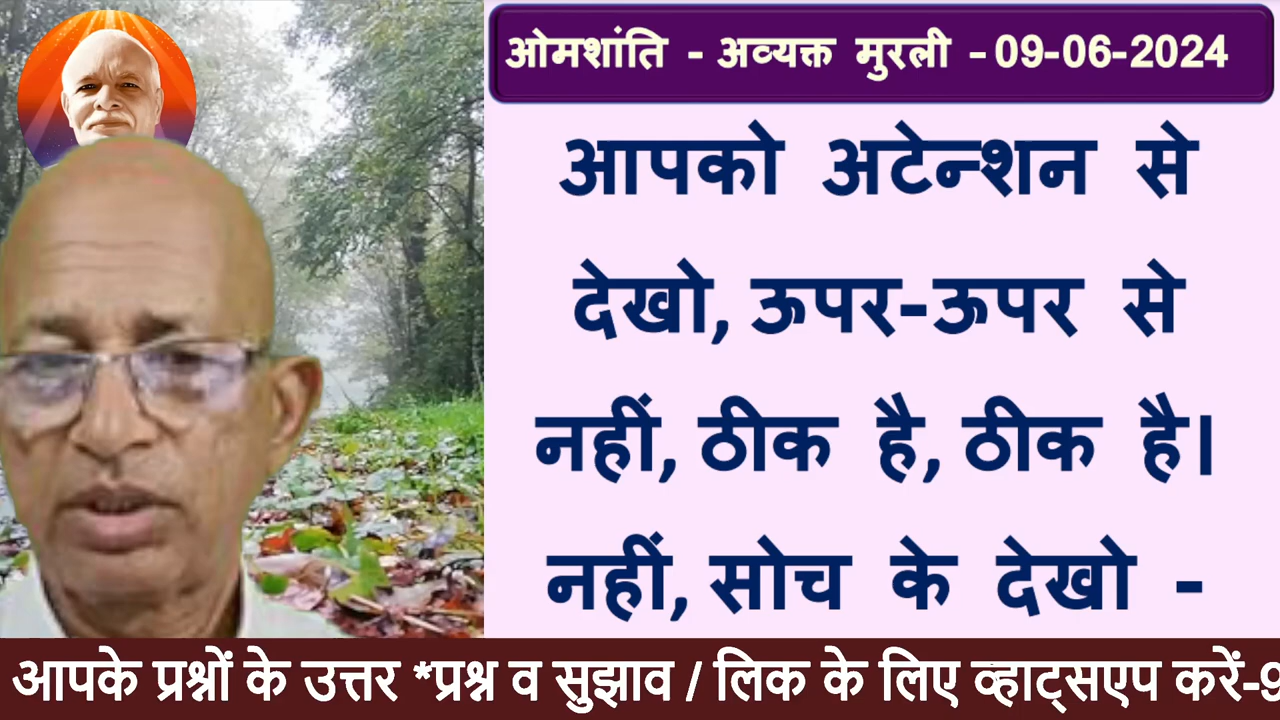 ओमशांति - अव्यक्त मुरली - 09-06-2024
आपको अटेन्शन से
देखो, ऊपर-ऊपर से
नहीं, ठीक है, ठीक है।
नहीं, सोच के देखो -
आपके प्रश्नों के उत्तर *प्रश्न व सुझाव / लिक के लिए व्हाट्सएप करें-9